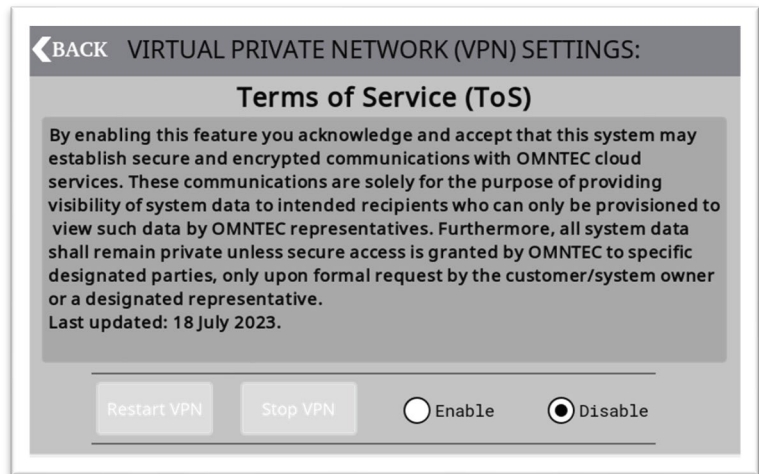 BACK VIRTUAL PRIVATE NETWORK (VPN) SETTINGS:
Terms of Service (ToS)
By enabling this feature you acknowledge and accept that this system may
establish secure and encrypted communications with OMNTEC cloud
services. These communications are solely for the purpose of providing
visibility of system data to intended recipients who can only be provisioned to
view such data by OMNTEC representatives. Furthermore, all system data
shall remain private unless secure access is granted by OMNTEC to specific
designated parties, only upon formal request by the customer/system owner
or a designated representative.
Last updated: 18 July 2023.
Restart VPN Stop VPN Enable Disable